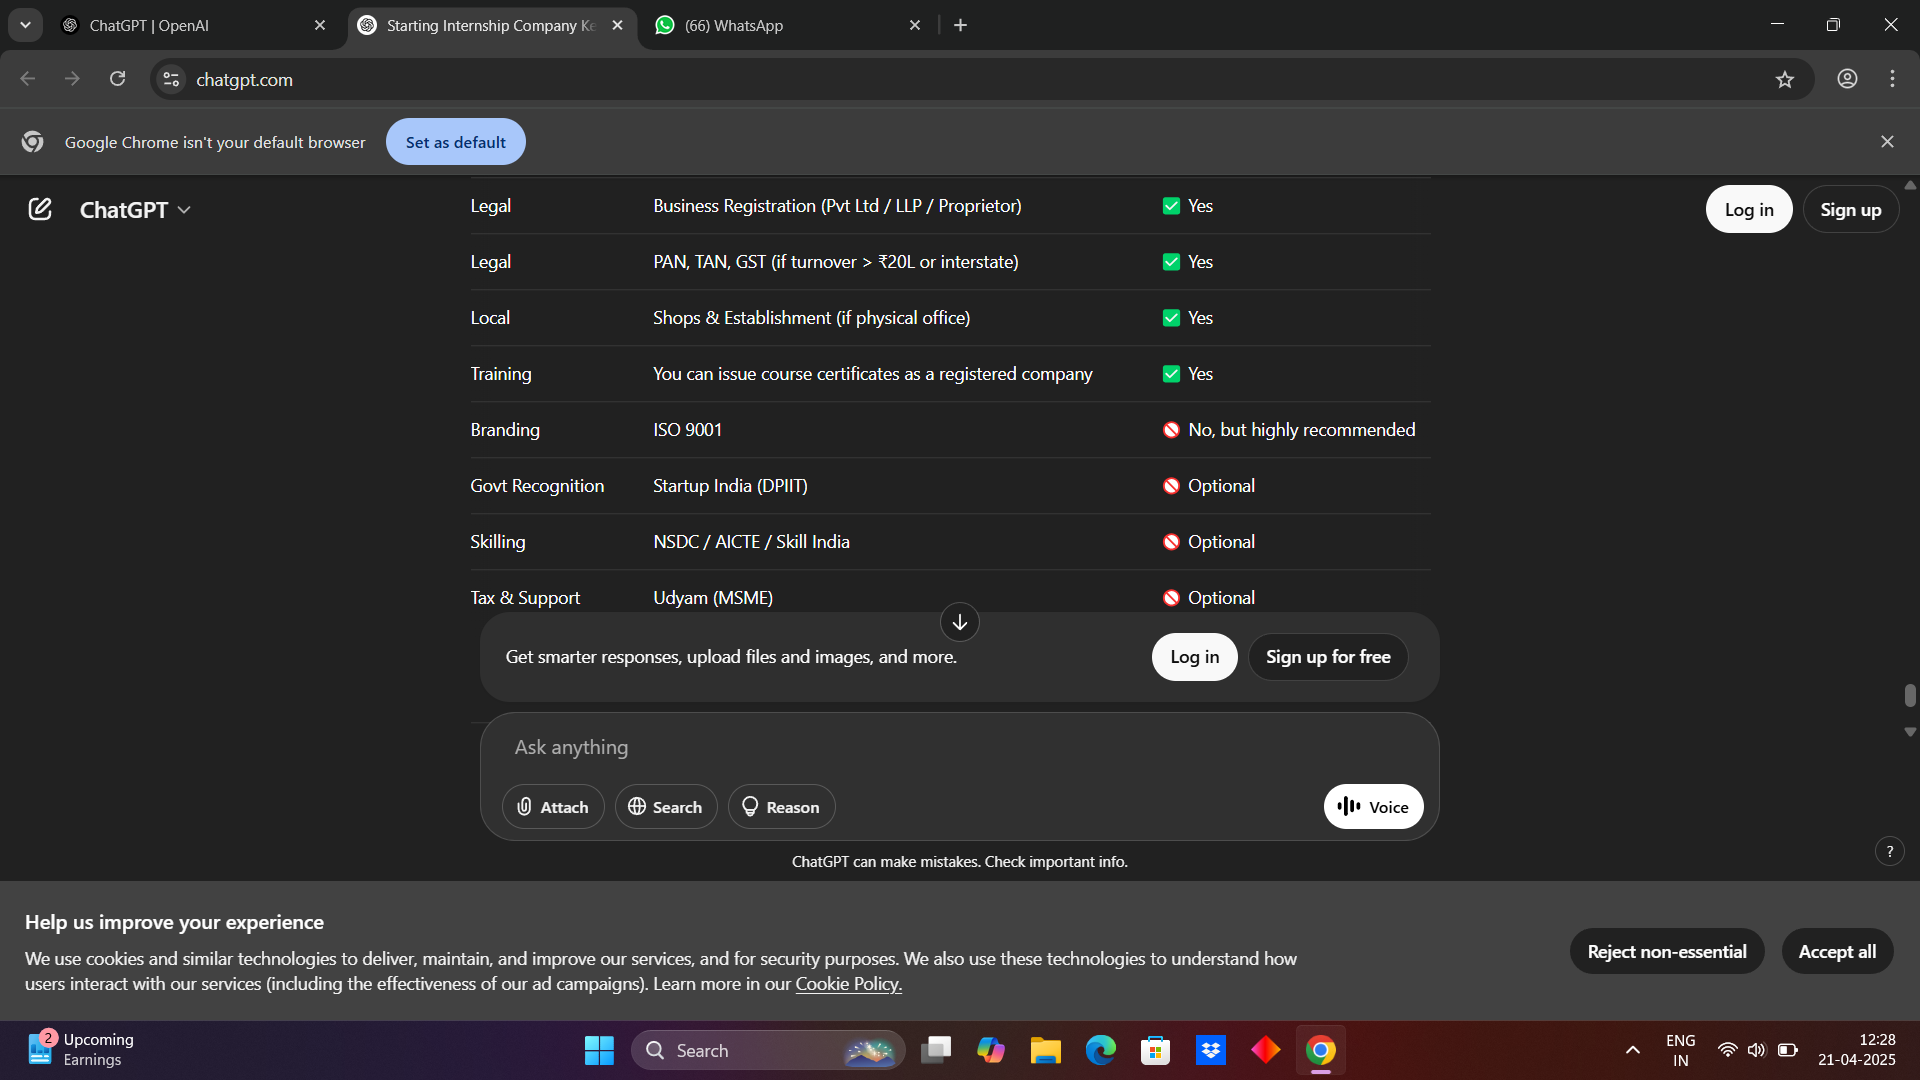 ChatGPT | OpenAI
Starting Internship Company Ke
(66) WhatsApp
chatgpt.com
Google Chrome isn't your default browser
Set as default
ChatGPT
Log in
Sign up
Legal Business Registration (Pvt Ltd / LLP / Proprietor) ✅ Yes
Legal PAN, TAN, GST (if turnover > ₹20L or interstate) ✅ Yes
Local Shops & Establishment (if physical office) ✅ Yes
Training You can issue course certificates as a registered company ✅ Yes
Branding ISO 9001 🚫 No, but highly recommended
Govt Recognition Startup India (DPIIT) 🚫 Optional
Skilling NSDC / AICTE / Skill India 🚫 Optional
Tax & Support Udyam (MSME) 🚫 Optional
Get smarter responses, upload files and images, and more.
Log in
Sign up for free
Ask anything
Attach
Search
Reason
Voice
ChatGPT can make mistakes. Check important info.
?
Help us improve your experience
We use cookies and similar technologies to deliver, maintain, and improve our services, and for security purposes. We also use these technologies to understand how
users interact with our services (including the effectiveness of our ad campaigns). Learn more in our Cookie Policy.
Reject non-essential
Accept all
2
Upcoming
Earnings
Search
ENG
IN
12:28
21-04-2025